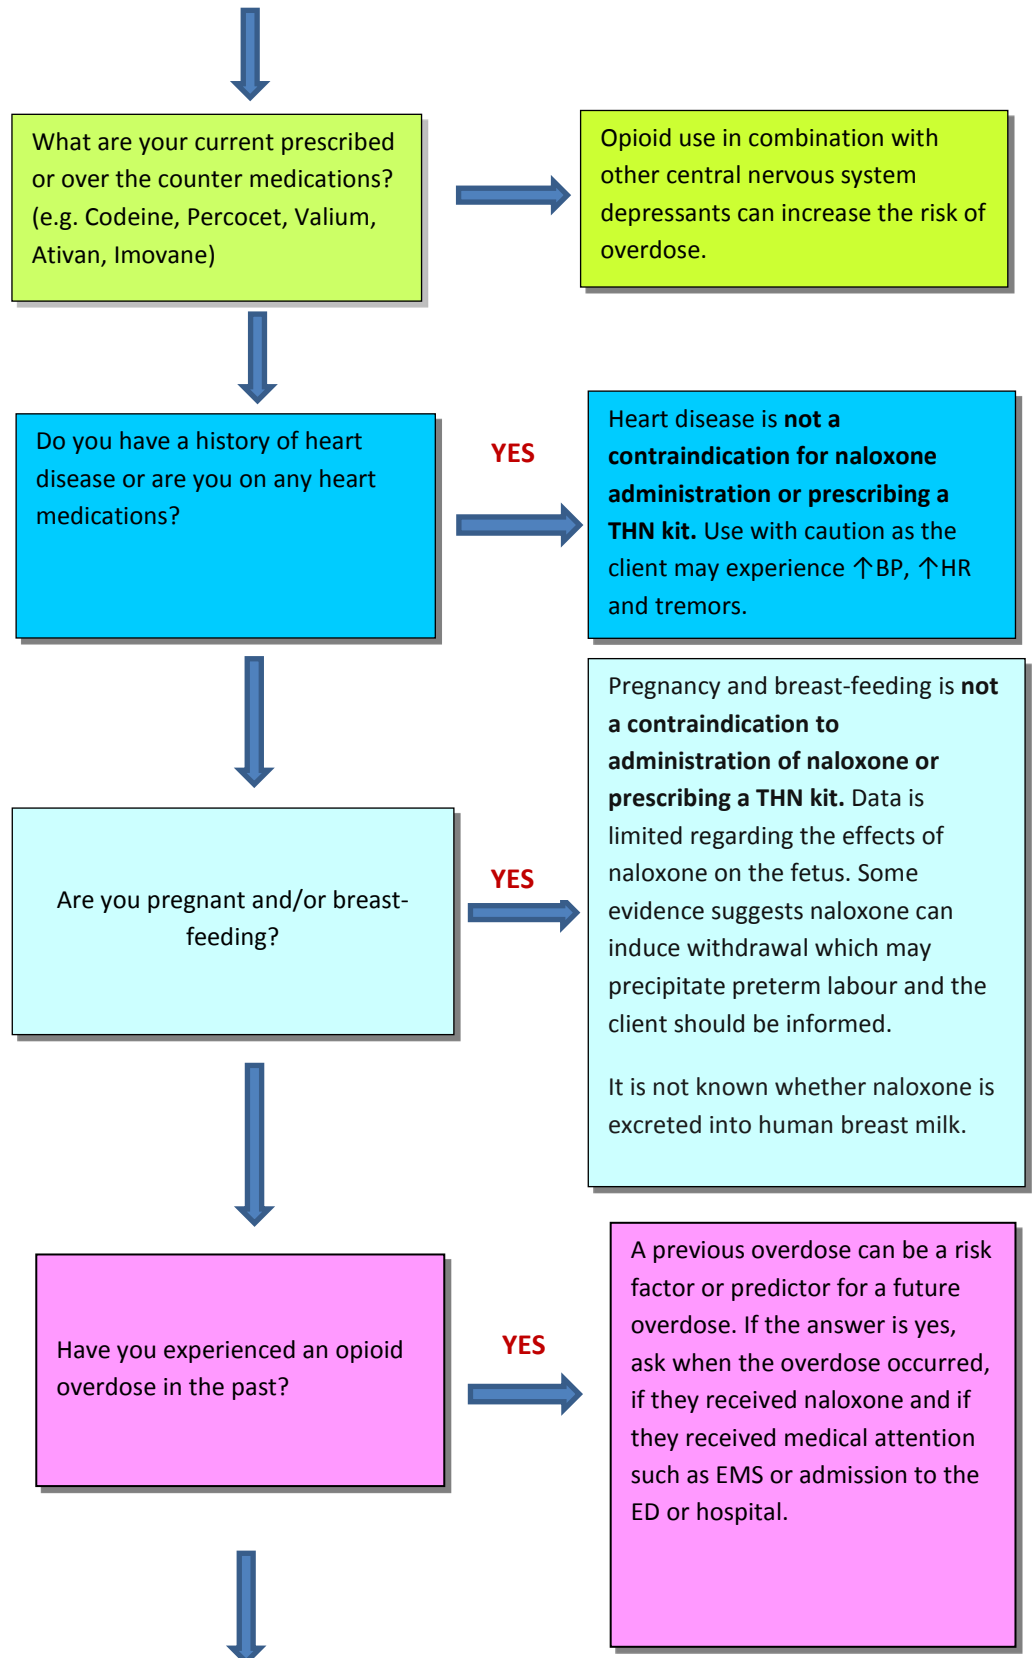 What are your current prescribed
or over the counter medications?
(e.g. Codeine, Percocet, Valium,
Ativan, Imovane)
Opioid use in combination with
other central nervous system
depressants can increase the risk of
overdose.
Do you have a history of heart
disease or are you on any heart
medications?
YES
Heart disease is not a
contraindication for naloxone
administration or prescribing a
THN kit. Use with caution as the
client may experience ↑BP, ↑HR
and tremors.
Are you pregnant and/or breast-
feeding?
YES
Pregnancy and breast-feeding is not
a contraindication to
administration of naloxone or
prescribing a THN kit. Data is
limited regarding the effects of
naloxone on the fetus. Some
evidence suggests naloxone can
induce withdrawal which may
precipitate preterm labour and the
client should be informed.
It is not known whether naloxone is
excreted into human breast milk.
Have you experienced an opioid
overdose in the past?
YES
A previous overdose can be a risk
factor or predictor for a future
overdose. If the answer is yes,
ask when the overdose occurred,
if they received naloxone and if
they received medical attention
such as EMS or admission to the
ED or hospital.